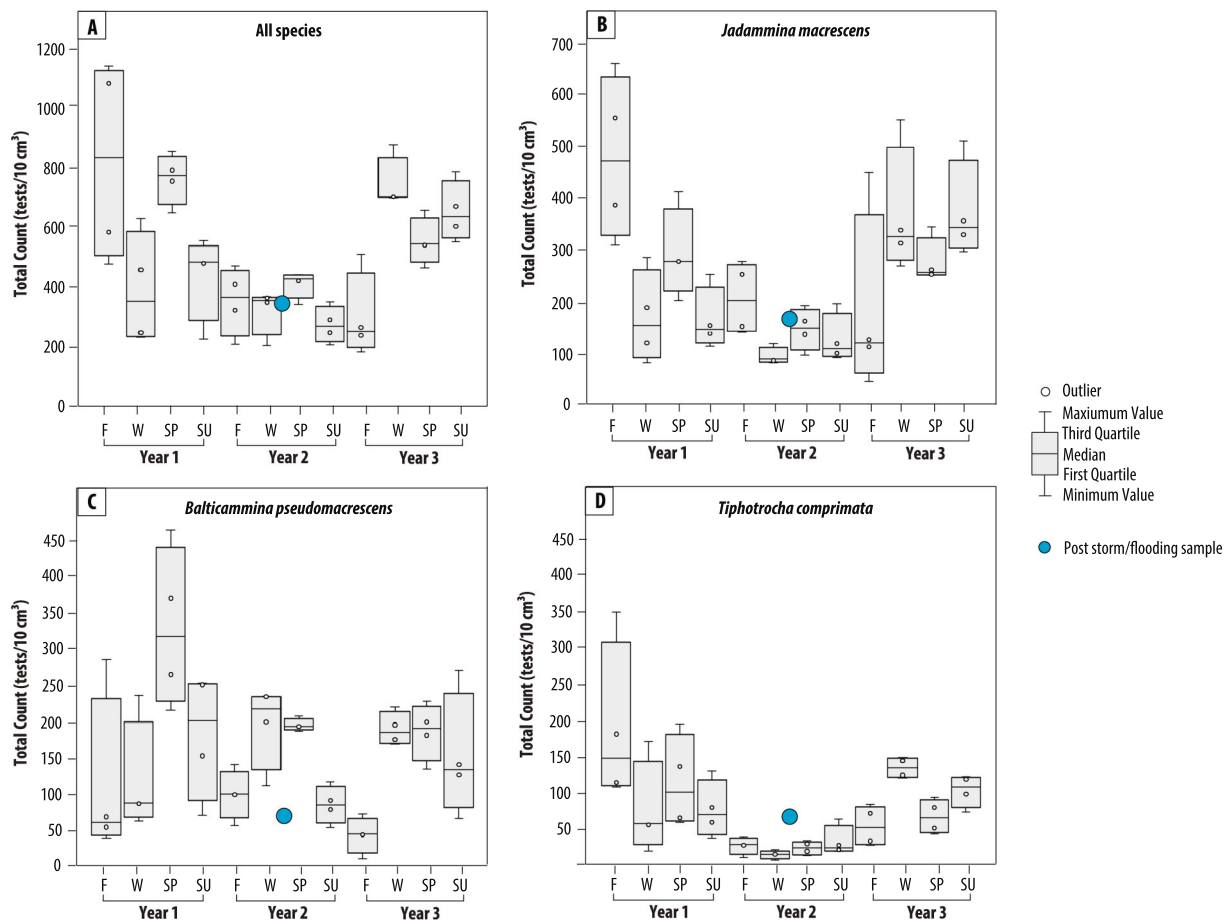 A
All species
Total Count (tests/10 cm³)
1200
1000
800
600
400
200
0
F W SP SU F W SP SU F W SP SU
Year 1 Year 2 Year 3
B
Jadammina macrescens
Total Count (tests/10 cm³)
700
600
500
400
300
200
100
0
F W SP SU F W SP SU F W SP SU
Year 1 Year 2 Year 3
C
Balticammina pseudomacrescens
Total Count (tests/10 cm³)
450
400
350
300
250
200
150
100
50
0
F W SP SU F W SP SU F W SP SU
Year 1 Year 2 Year 3
D
Tiphotrocha comprimata
Total Count (tests/10 cm³)
450
400
350
300
250
200
150
100
50
F W SP SU F W SP SU F W SP SU
Year 1 Year 2 Year 3
Outlier
Maxiumum Value
Third Quartile
Median
First Quartile
Minimum Value
Post storm/flooding sample